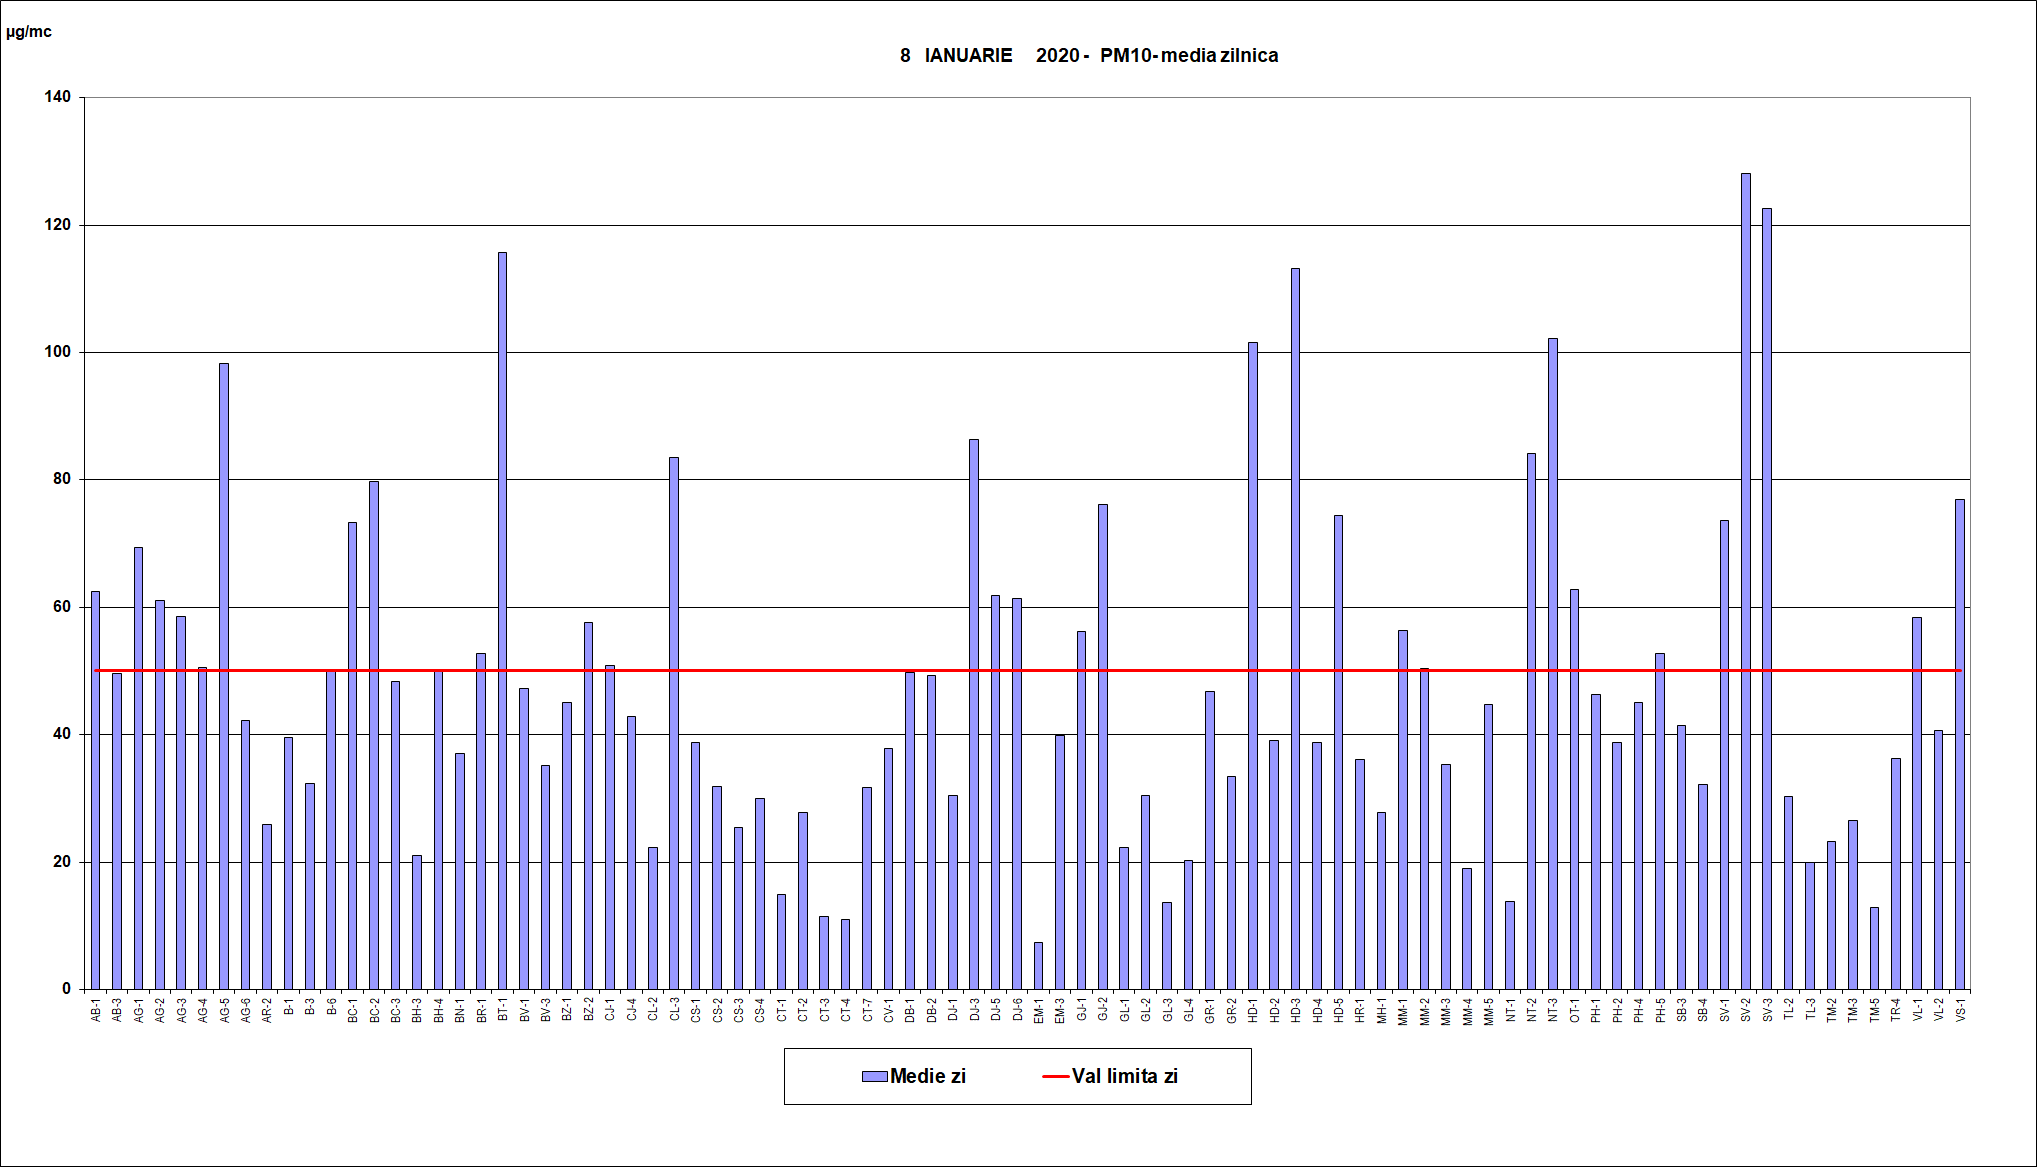 µg/mc
8 IANUARIE 2020 - PM10- media zilnica
140
120
100
80
60
40
20
0
AB-1 AB-3 AG-1 AG-2 AG-3 AG-4 AG-5 AG-6 AR-2 B-1 B-3 B-6 BC-1 BC-2 BC-3 BH-3 BH-4 BN-1 BR-1 BT-1 BV-1 BV-3 BZ-1 BZ-2 CJ-1 CJ-4 CL-2 CL-3 CS-1 CS-2 CS-3 CS-4 CT-1 CT-2 CT-3 CT-4 CT-7 CV-1 DB-1 DB-2 DJ-1 DJ-3 DJ-5 DJ-6 EM-1 EM-3 GJ-1 GJ-2 GL-1 GL-2 GL-3 GL-4 GR-1 GR-2 HD-1 HD-2 HD-3 HD-4 HD-5 HR-1 MH-1 MM-1 MM-2 MM-3 MM-4 MM-5 NT-1 NT-2 NT-3 OT-1 PH-1 PH-2 PH-4 PH-5 SB-3 SB-4 SV-1 SV-2 SV-3 TL-2 TL-3 TM-2 TM-3 TM-5 TR-4 VL-1 VL-2 VS-1
Medie zi Val limita zi